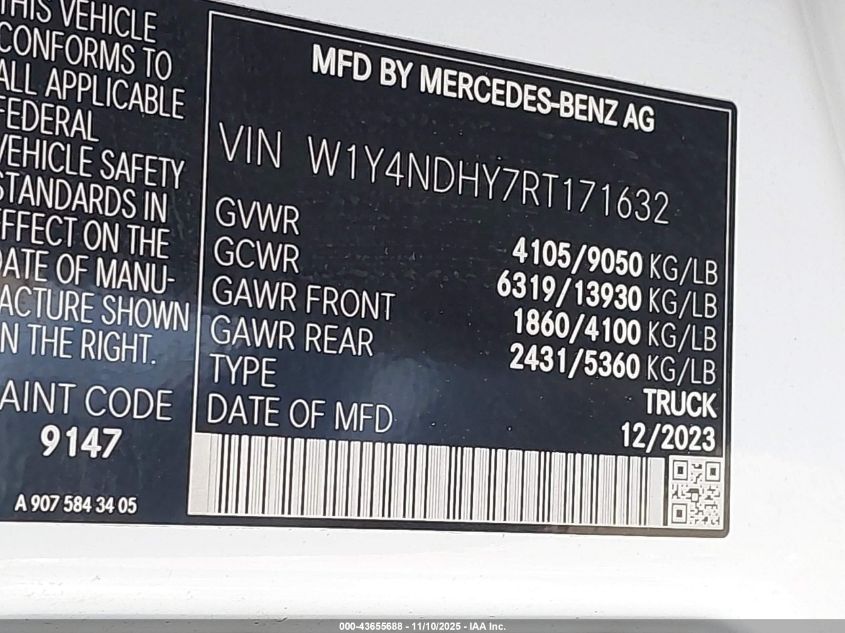 THIS VEHICLE
CONFORMS TO
ALL APPLICABLE
FEDERAL
VEHICLE SAFETY
STANDARDS IN
EFFECT ON THE
DATE OF MANU-
FACTURE SHOWN
IN THE RIGHT.
PAINT CODE
9147
A 907 584 34 05
MFD BY MERCEDES-BENZ AG
VIN W1Y4NDHY7RT171632
GVWR 4105/9050 KG/LB
GCWR 6319/13930 KG/LB
GAWR FRONT 1860/4100 KG/LB
GAWR REAR 2431/5360 KG/LB
TYPE TRUCK
DATE OF MFD 12/2023
000-43655688 - 11/10/2025 - IAA Inc.